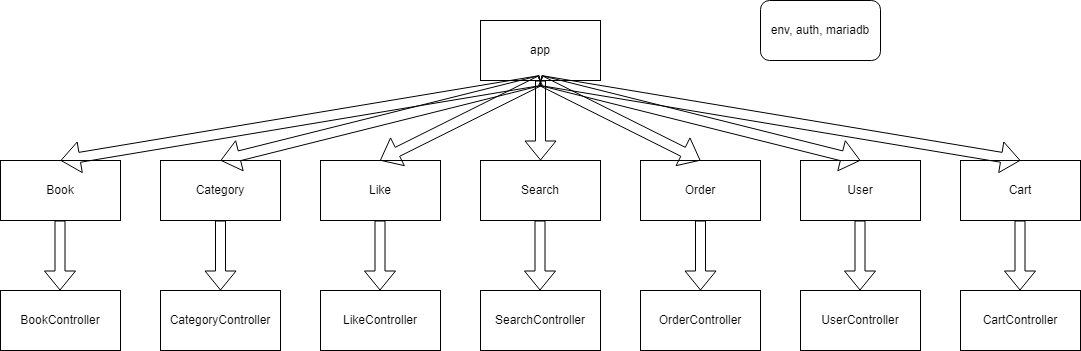 env, auth, mariadb
app
Book
Category
Like
Search
Order
User
Cart
BookController
CategoryController
LikeController
SearchController
OrderController
UserController
CartController